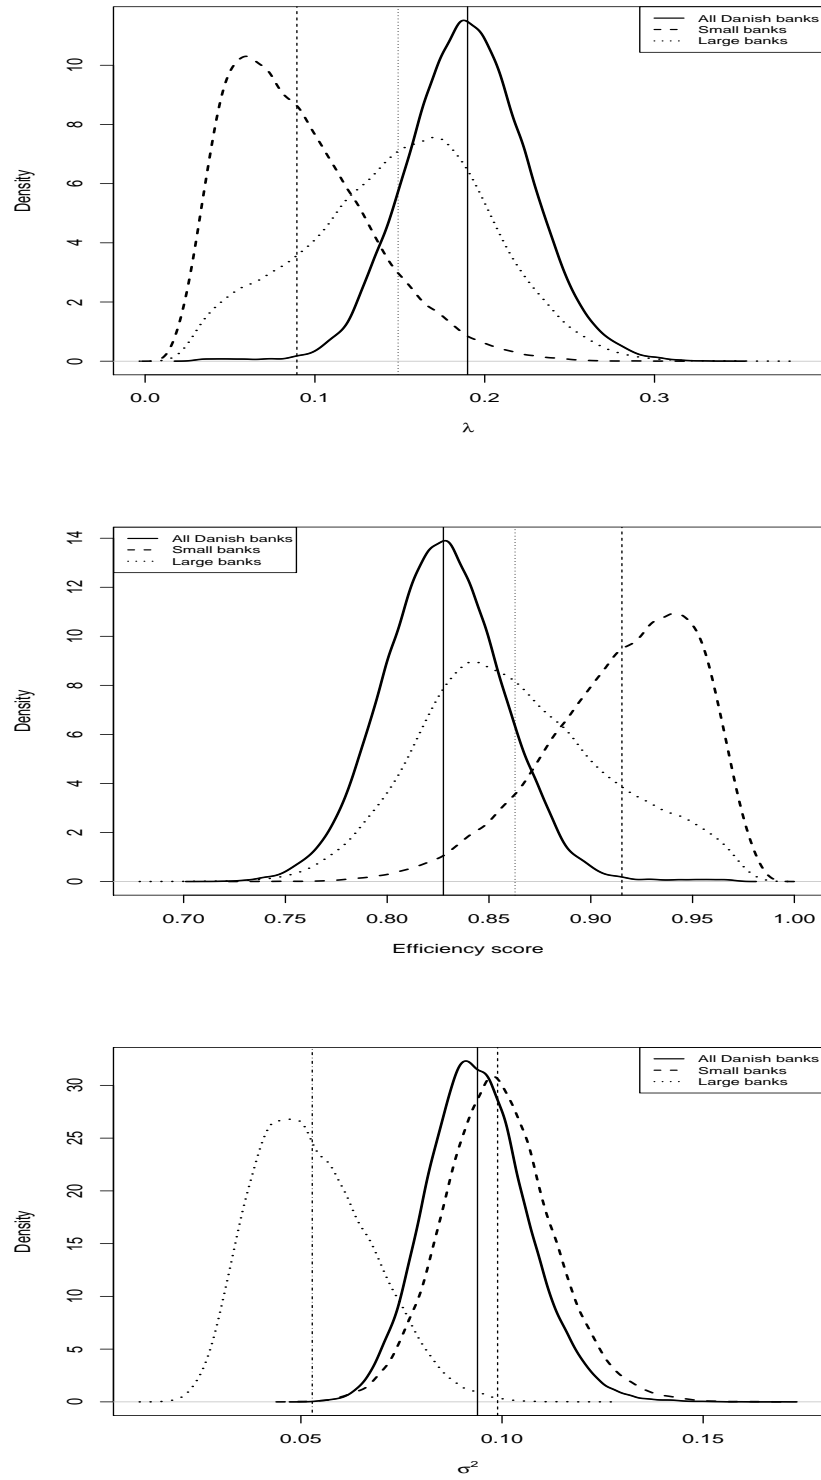 All Danish banks
Small banks
Large banks
10
8
6
4
2
0
Density
0.0 0.1 0.2 0.3
λ
All Danish banks
Small banks
Large banks
14
12
10
8
6
4
2
0
Density
0.70 0.75 0.80 0.85 0.90 0.95 1.00
Efficiency score
All Danish banks
Small banks
Large banks
30
25
20
15
10
5
0
Density
0.05 0.10 0.15
σ²